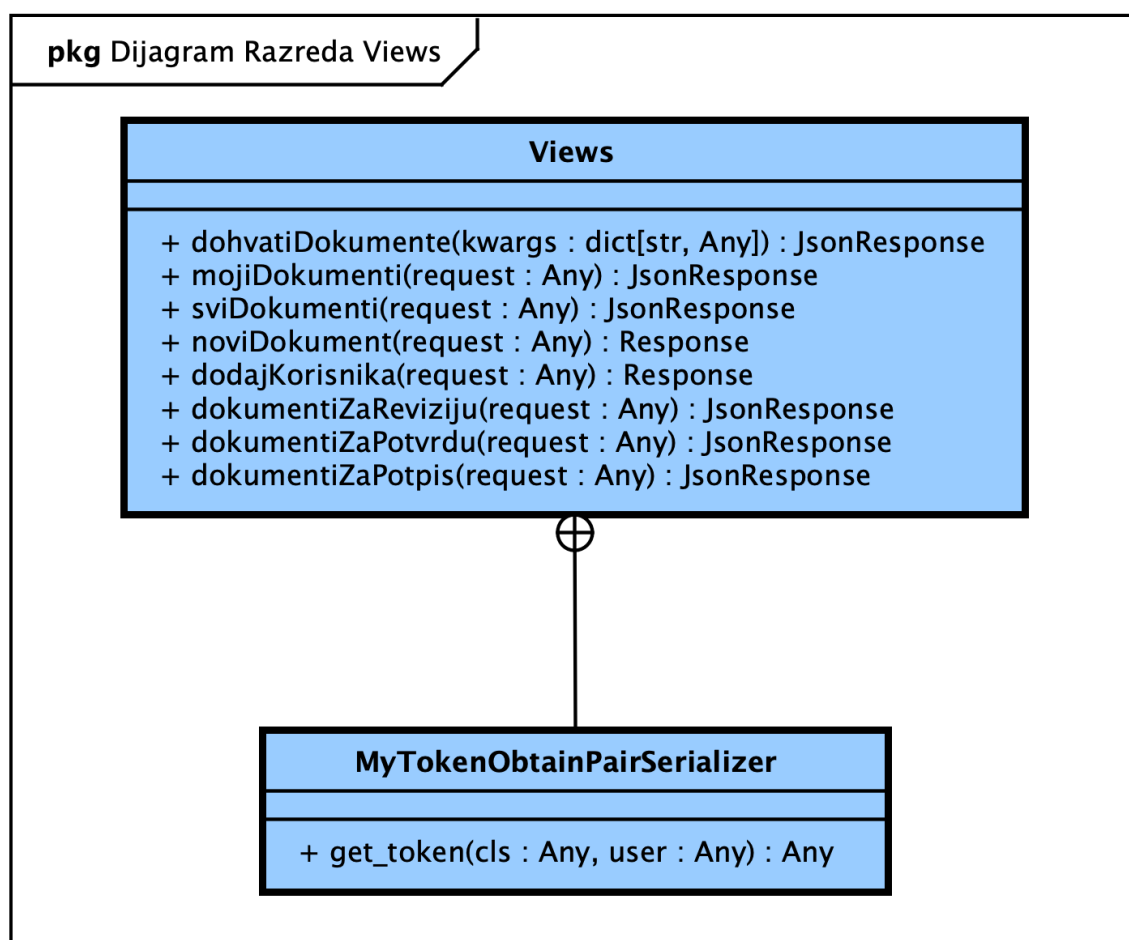 pkg Dijagram Razreda Views
Views
+ dohvatiDokumente(kwargs : dict[str, Any]) : JsonResponse
+ mojiDokumenti(request : Any) : JsonResponse
+ sviDokumenti(request : Any) : JsonResponse
+ noviDokument(request : Any) : Response
+ dodajKorisnika(request : Any) : Response
+ dokumentiZaReviziju(request : Any) : JsonResponse
+ dokumentiZaPotvrdu(request : Any) : JsonResponse
+ dokumentiZaPotpis(request : Any) : JsonResponse
MyTokenObtainPairSerializer
+ get_token(cls : Any, user : Any) : Any